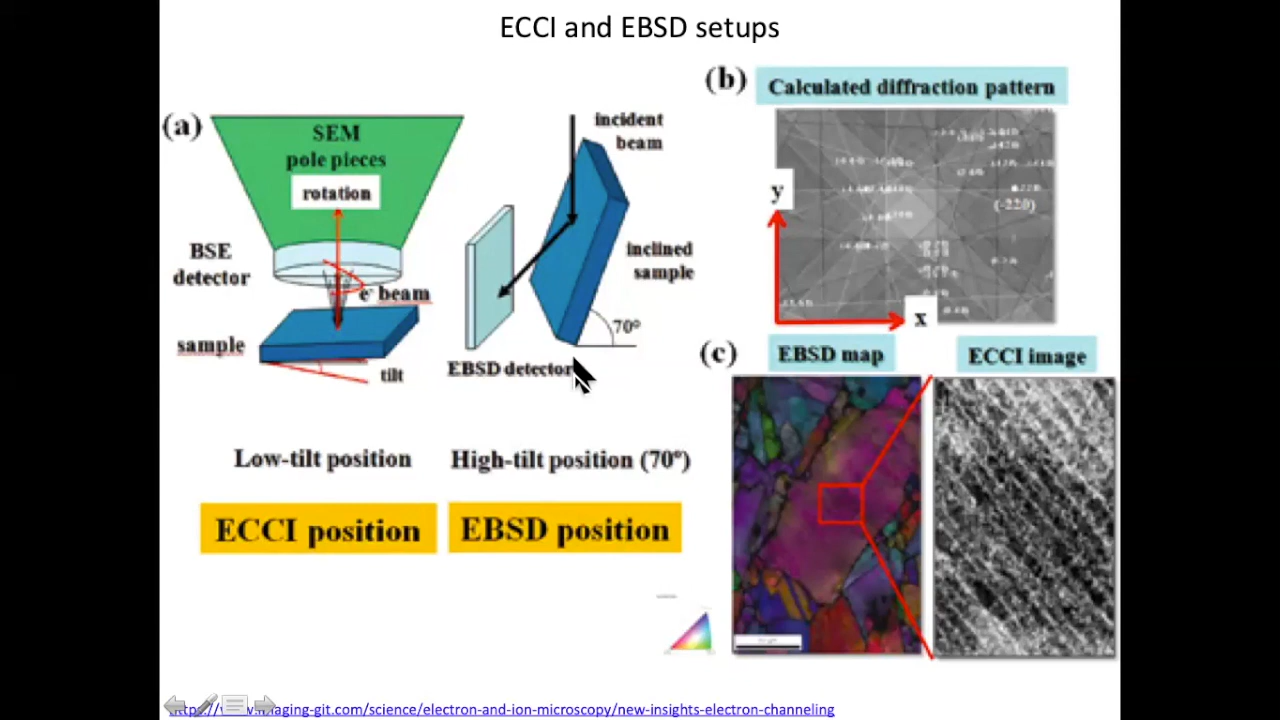 ECCI and EBSD setups
(a)
SEM
pole pieces
rotation
BSE
detector
e⁻ beam
sample
tilt
incident
beam
inclined
sample
70º
EBSD detector
Low-tilt position
High-tilt position (70º)
ECCI position
EBSD position
(b)
Calculated diffraction pattern
y
(-220)
x
(c)
EBSD map
ECCI image
imaging-git.com/science/electron-and-ion-microscopy/new-insights-electron-channeling